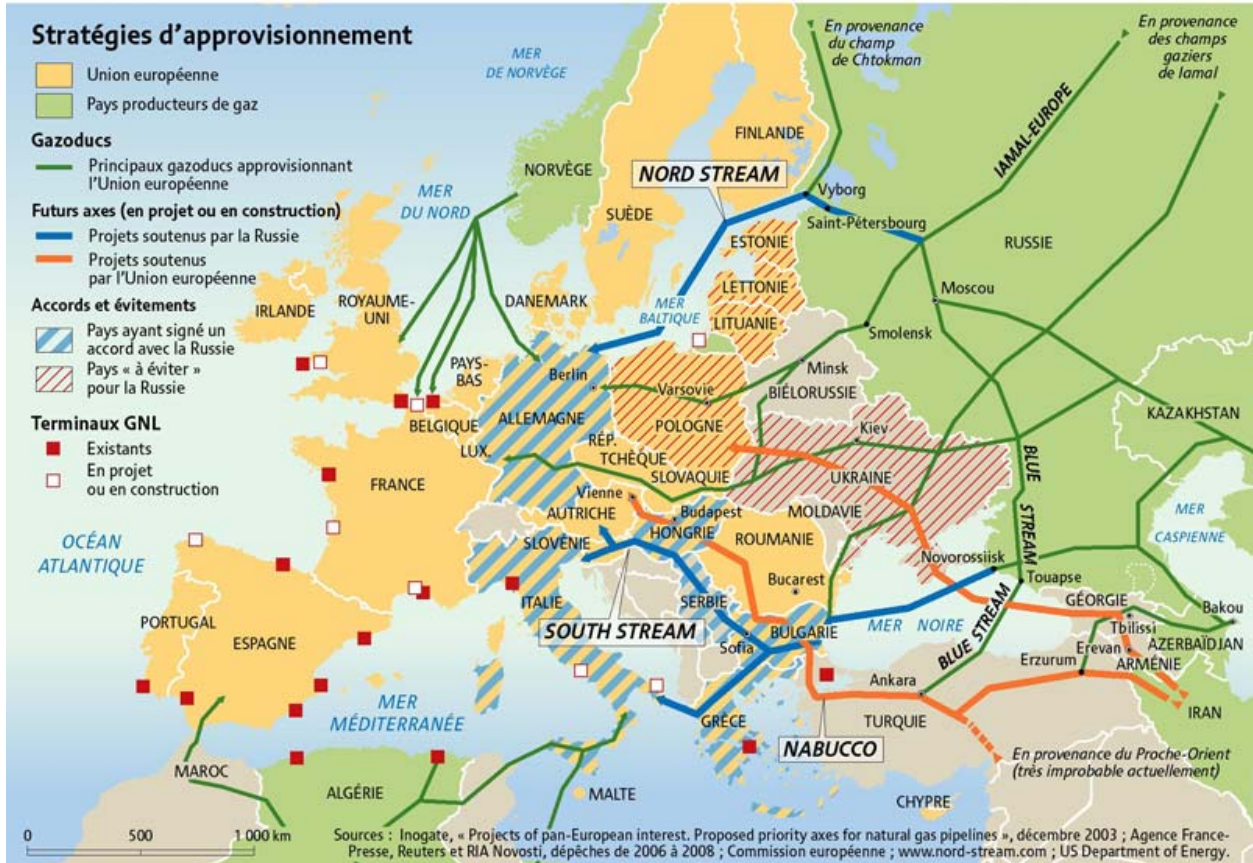 Stratégies d'approvisionnement
Union européenne
Pays producteurs de gaz
Gazoducs
Principaux gazoducs approvisionnant
l'Union européenne
Futurs axes (en projet ou en construction)
Projets soutenus par la Russie
Projets soutenus
par l'Union européenne
Accords et évitements
Pays ayant signé un
accord avec la Russie
Pays « à éviter »
pour la Russie
Terminaux GNL
Existants
En projet
ou en construction
MER
DE NORVÈGE
En provenance
du champ
de Chtokman
En provenance
des champs
gaziers
de Iamal
FINLANDE
NORVÈGE
NORD STREAM
IAMAL-EUROPE
Vyborg
Saint-Pétersbourg
MER
DU NORD
SUÈDE
ESTONIE
RUSSIE
LETTONIE
Moscou
IRLANDE
ROYAUME-
UNI
DANEMARK
MER
BALTIQUE
LITUANIE
Smolensk
Minsk
PAYS-
BAS
Berlin
Varsovie
BIÉLORUSSIE
BELGIQUE
ALLEMAGNE
POLOGNE
KAZAKHSTAN
Kiev
LUX.
RÉP.
TCHÈQUE
SLOVAQUIE
UKRAINE
BLUE STREAM
FRANCE
Vienne
AUTRICHE
Budapest
HONGRIE
MOLDAVIE
MER
CASPIENNE
OCÉAN
ATLANTIQUE
SLOVÉNIE
ROUMANIE
Novorossiisk
Touapse
Bucarest
ITALIE
SERBIE
GÉORGIE
Bakou
PORTUGAL
ESPAGNE
SOUTH STREAM
Sofia
BULGARIE
MER NOIRE
BLUE STREAM
Tbilissi
AZERBAÏDJAN
Erevan
ARMÉNIE
Erzurum
Ankara
MER
MÉDITERRANÉE
GRÈCE
TURQUIE
IRAN
NABUCCO
En provenance du Proche-Orient
(très improbable actuellement)
MAROC
ALGÉRIE
MALTE
CHYPRE
0 500 1 000 km
Sources : Inogate, « Projects of pan-European interest. Proposed priority axes for natural gas pipelines », décembre 2003 ; Agence France-
Presse, Reuters et RIA Novosti, dépêches de 2006 à 2008 ; Commission européenne ; www.nord-stream.com ; US Department of Energy.